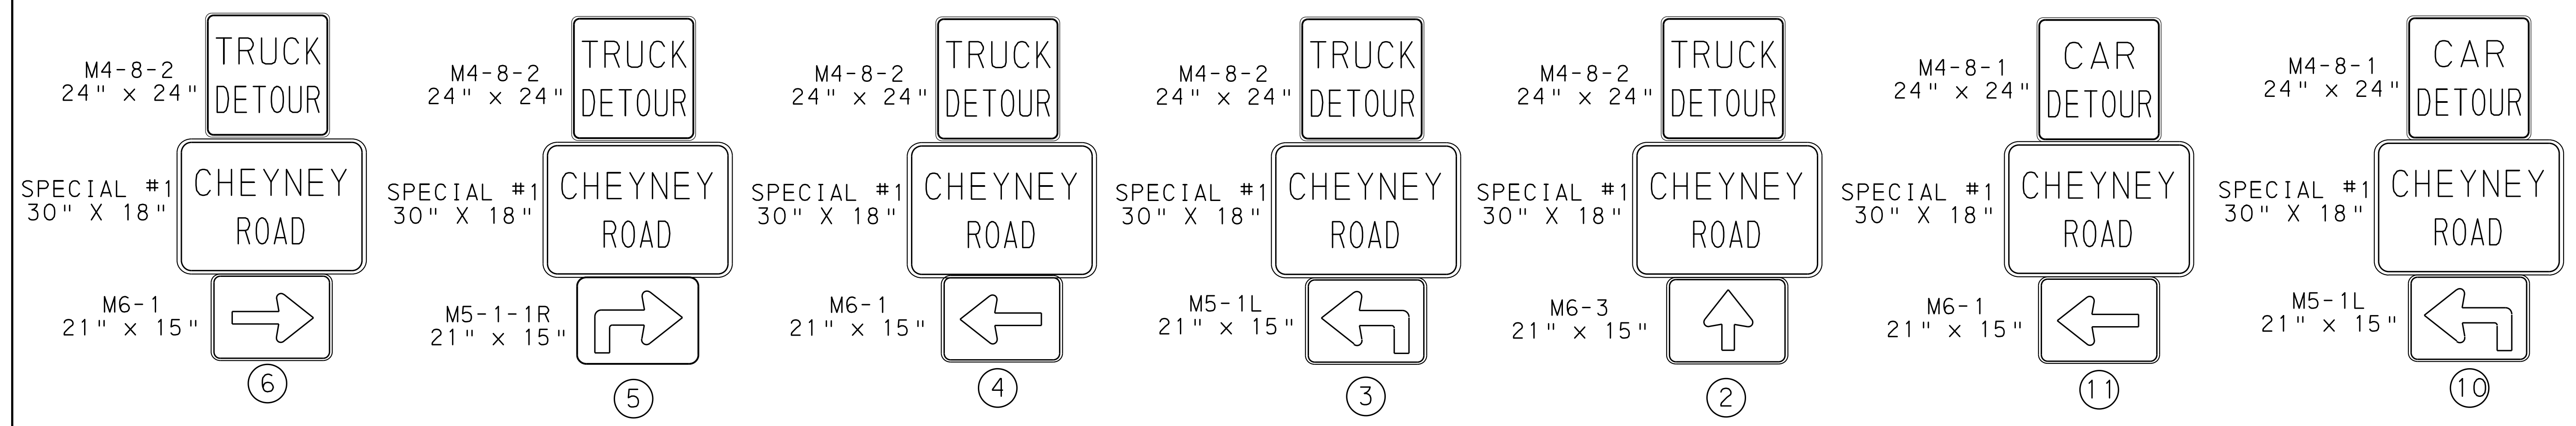 M4-8-2
24" x 24"
TRUCK
DETOUR
SPECIAL #1
30" X 18"
CHEYNEY
ROAD
M6-1
21" x 15"
6
M4-8-2
24" x 24"
TRUCK
DETOUR
SPECIAL #1
30" X 18"
CHEYNEY
ROAD
M5-1-1R
21" x 15"
5
M4-8-2
24" x 24"
TRUCK
DETOUR
SPECIAL #1
30" X 18"
CHEYNEY
ROAD
M6-1
21" x 15"
4
M4-8-2
24" x 24"
TRUCK
DETOUR
SPECIAL #1
30" X 18"
CHEYNEY
ROAD
M5-1L
21" x 15"
3
M4-8-2
24" x 24"
TRUCK
DETOUR
SPECIAL #1
30" X 18"
CHEYNEY
ROAD
M6-3
21" x 15"
2
M4-8-1
24" x 24"
CAR
DETOUR
SPECIAL #1
30" X 18"
CHEYNEY
ROAD
M6-1
21" x 15"
11
M4-8-1
24" x 24"
CAR
DETOUR
SPECIAL #1
30" X 18"
CHEYNEY
ROAD
M5-1L
21" x 15"
10